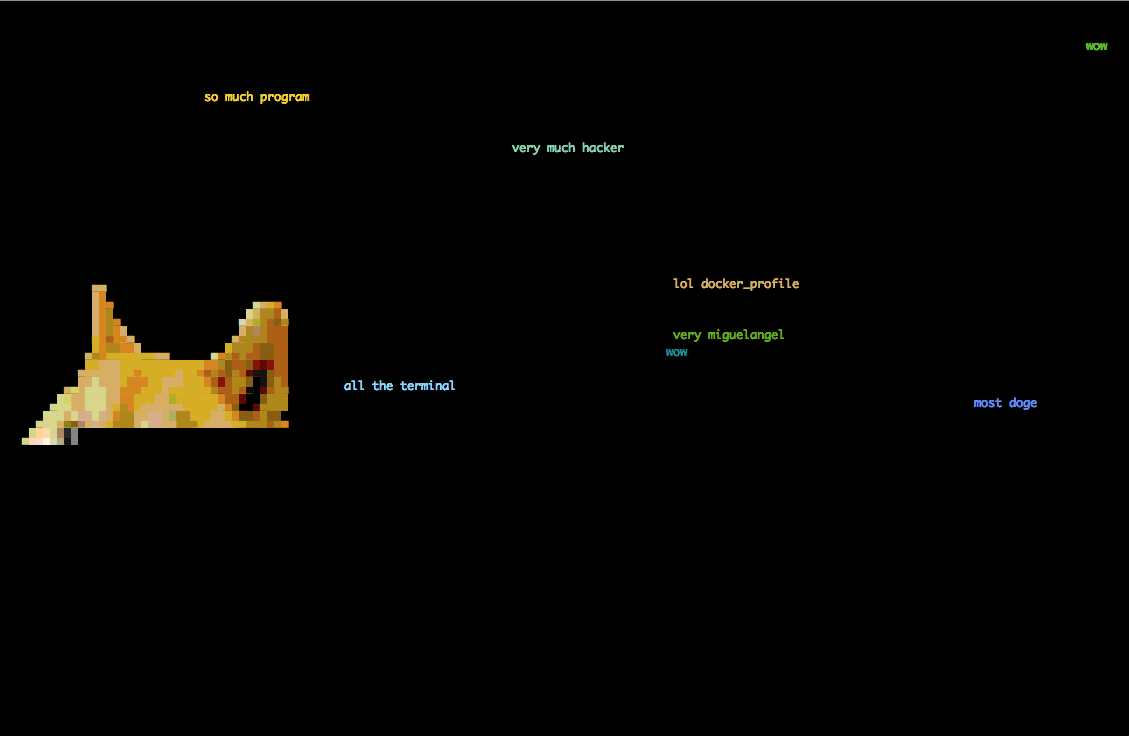 wow
so much program
very much hacker
lol docker_profile
very miguelangel
wow
all the terminal
most doge